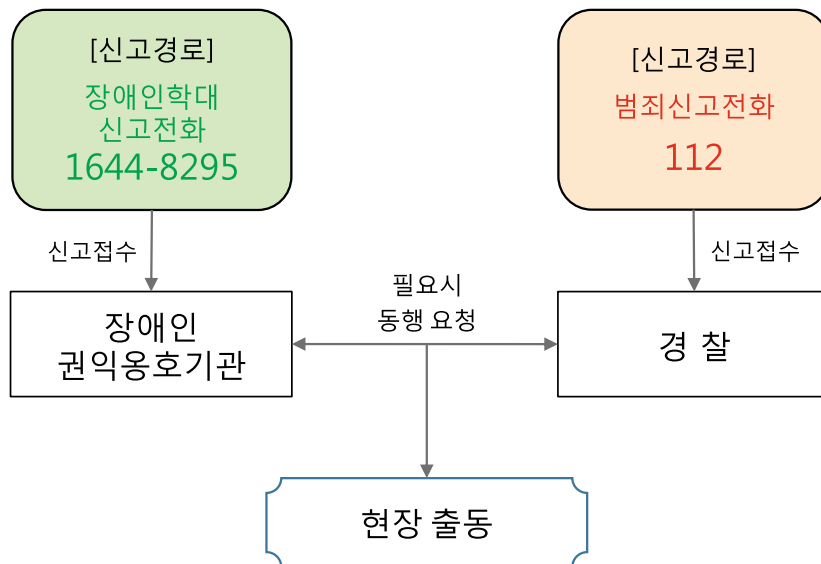 [신고경로]
장애인학대
신고전화
1644-8295
[신고경로]
범죄신고전화
112
신고접수
신고접수
필요시
동행 요청
장애인
권익옹호기관
경 찰
현장 출동